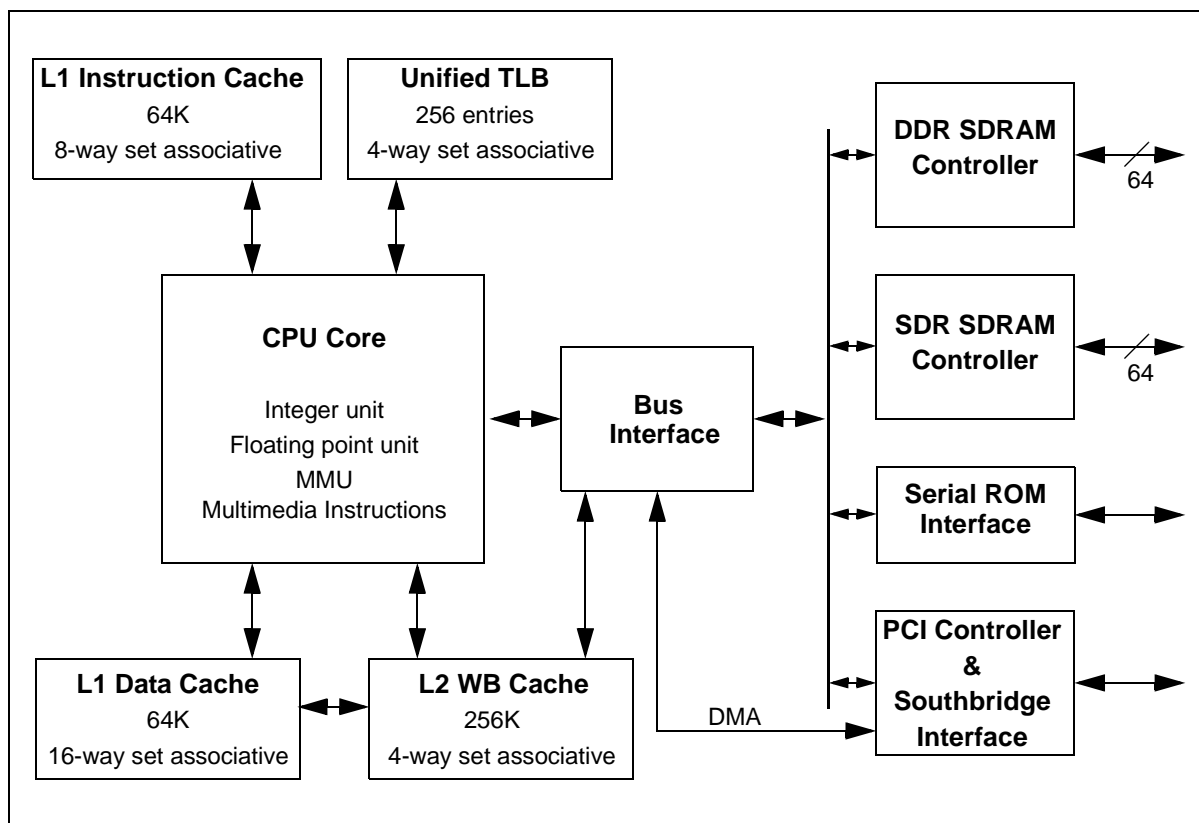 L1 Instruction Cache
64K
8-way set associative
Unified TLB
256 entries
4-way set associative
CPU Core
Integer unit
Floating point unit
MMU
Multimedia Instructions
L1 Data Cache
64K
16-way set associative
L2 WB Cache
256K
4-way set associative
Bus
Interface
DMA
DDR SDRAM
Controller
64
SDR SDRAM
Controller
64
Serial ROM
Interface
PCI Controller
&
Southbridge
Interface